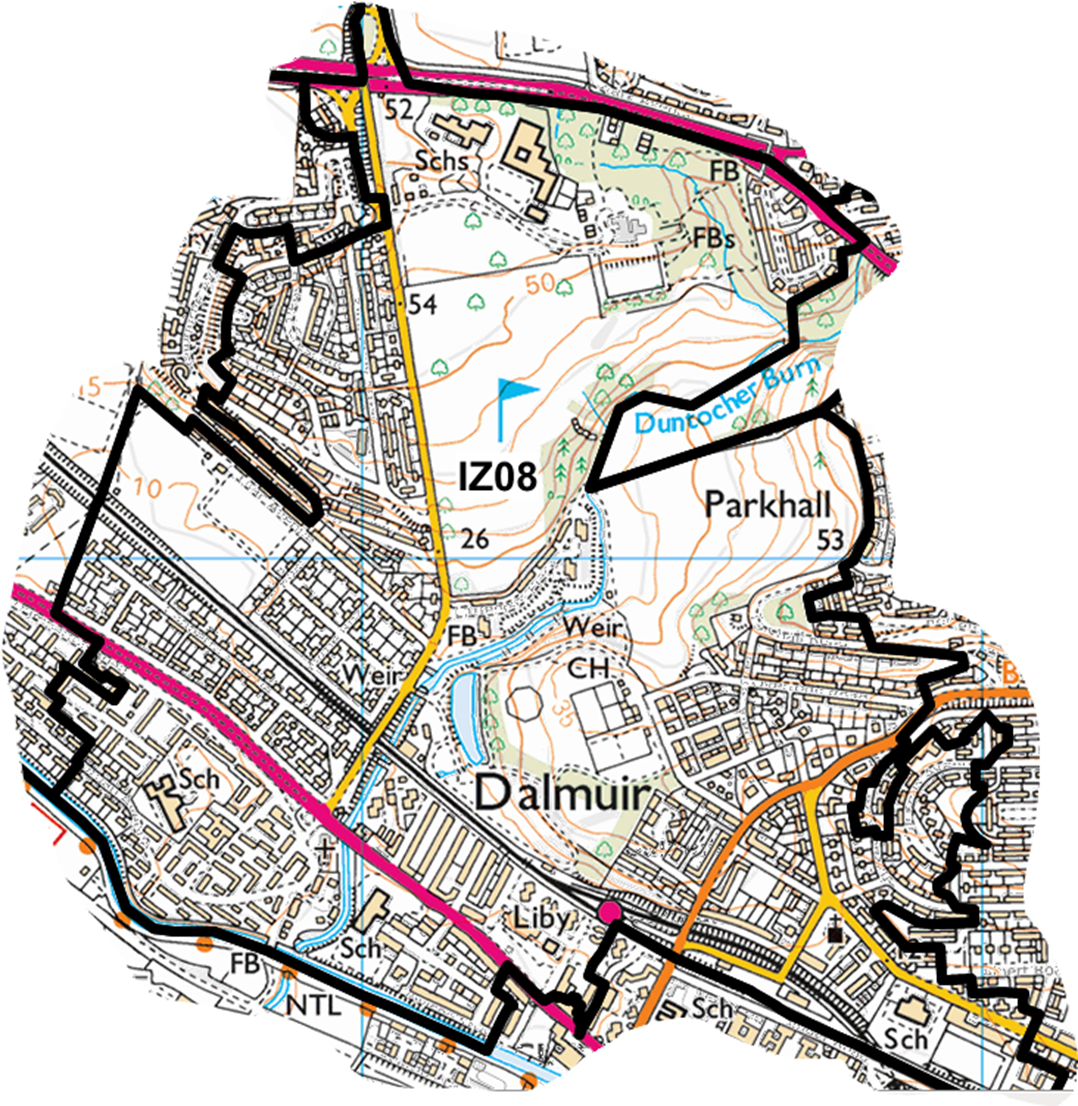 52
Schs
FB
FBs
50
54
Duntocher Burn
10
IZ08
Parkhall
26
53
FB
Weir
CH
Weir
35
Dalmuir
Sch
Liby
Sch
FB
NTL
Sch
Sch